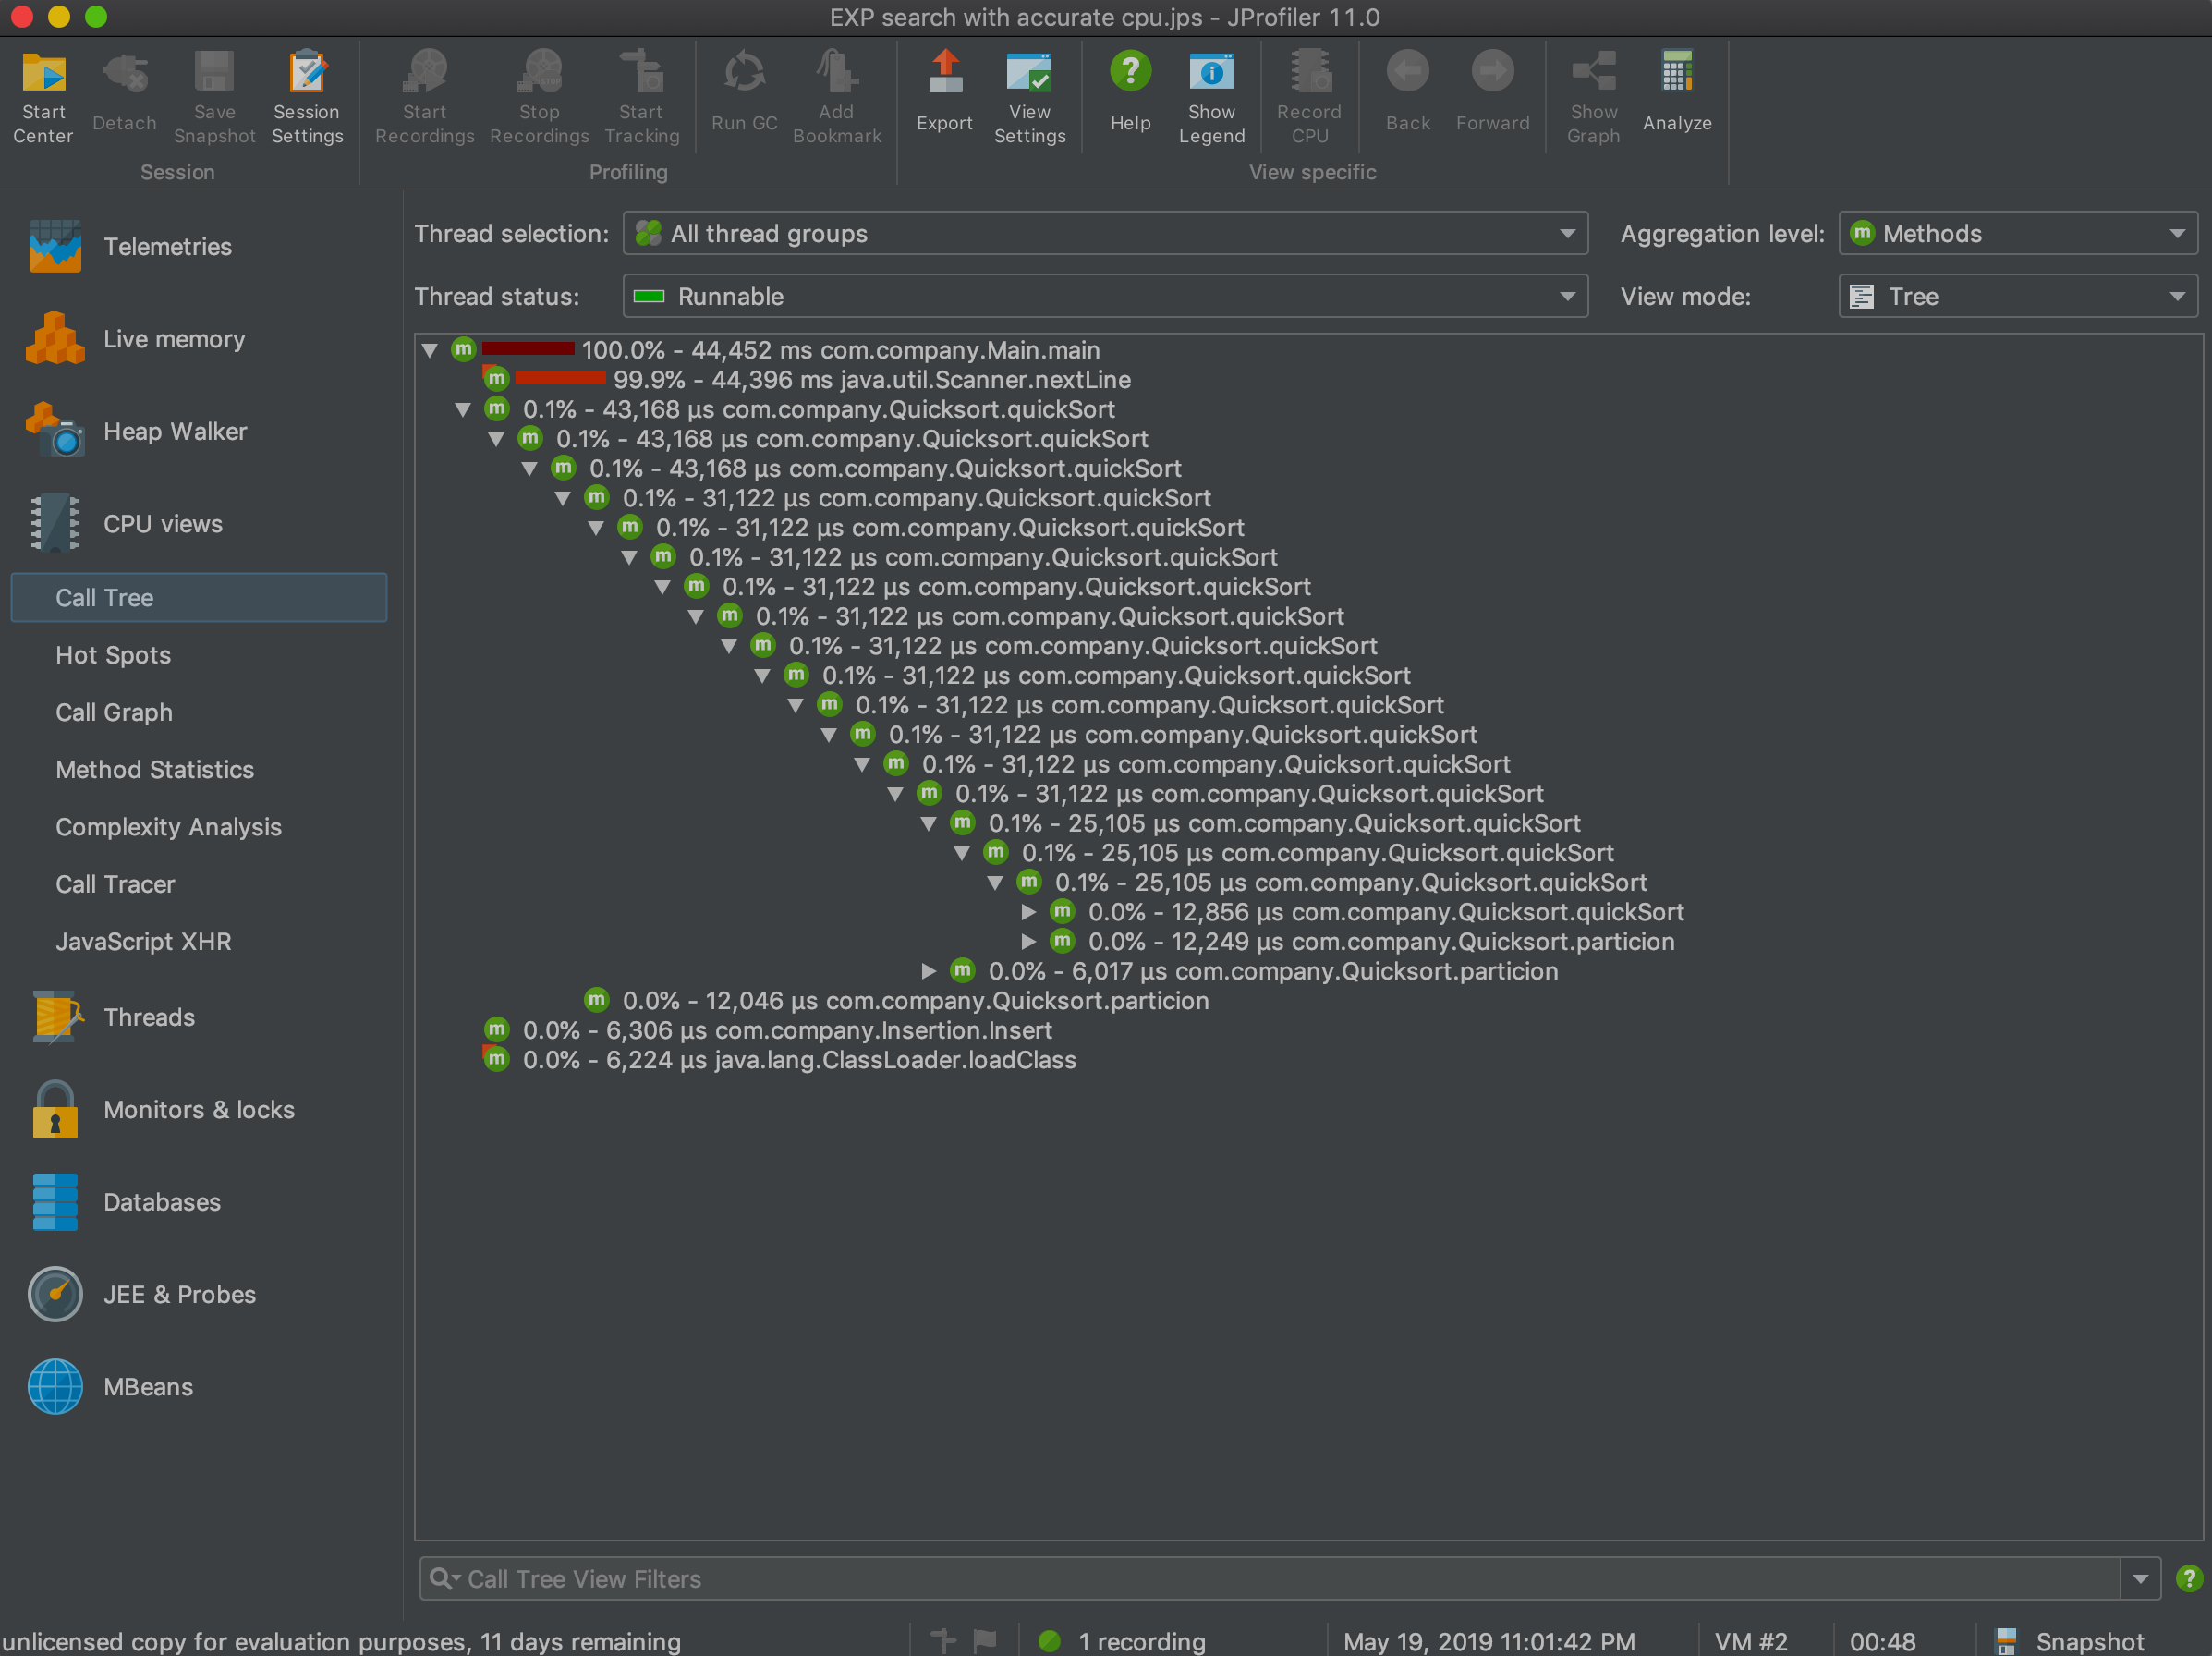 EXP search with accurate cpu.jps - JProfiler 11.0
Start Center
Detach
Save Snapshot
Session Settings
Start Recordings
Stop Recordings
Start Tracking
Run GC
Add Bookmark
Export
View Settings
Help
Show Legend
Record CPU
Back
Forward
Show Graph
Analyze
Session
Profiling
View specific
Telemetries
Live memory
Heap Walker
CPU views
Call Tree
Hot Spots
Call Graph
Method Statistics
Complexity Analysis
Call Tracer
JavaScript XHR
Threads
Monitors & locks
Databases
JEE & Probes
MBeans
Thread selection: All thread groups
Aggregation level: m Methods
Thread status: Runnable
View mode: Tree
m 100.0% - 44,452 ms com.company.Main.main
m 99.9% - 44,396 ms java.util.Scanner.nextLine
m 0.1% - 43,168 µs com.company.Quicksort.quickSort
m 0.1% - 43,168 µs com.company.Quicksort.quickSort
m 0.1% - 43,168 µs com.company.Quicksort.quickSort
m 0.1% - 31,122 µs com.company.Quicksort.quickSort
m 0.1% - 31,122 µs com.company.Quicksort.quickSort
m 0.1% - 31,122 µs com.company.Quicksort.quickSort
m 0.1% - 31,122 µs com.company.Quicksort.quickSort
m 0.1% - 31,122 µs com.company.Quicksort.quickSort
m 0.1% - 31,122 µs com.company.Quicksort.quickSort
m 0.1% - 31,122 µs com.company.Quicksort.quickSort
m 0.1% - 31,122 µs com.company.Quicksort.quickSort
m 0.1% - 31,122 µs com.company.Quicksort.quickSort
m 0.1% - 31,122 µs com.company.Quicksort.quickSort
m 0.1% - 31,122 µs com.company.Quicksort.quickSort
m 0.1% - 25,105 µs com.company.Quicksort.quickSort
m 0.1% - 25,105 µs com.company.Quicksort.quickSort
m 0.1% - 25,105 µs com.company.Quicksort.quickSort
m 0.0% - 12,856 µs com.company.Quicksort.quickSort
m 0.0% - 12,249 µs com.company.Quicksort.particion
m 0.0% - 6,017 µs com.company.Quicksort.particion
m 0.0% - 12,046 µs com.company.Quicksort.particion
m 0.0% - 6,306 µs com.company.Insertion.Insert
m 0.0% - 6,224 µs java.lang.ClassLoader.loadClass
Call Tree View Filters
unlicensed copy for evaluation purposes, 11 days remaining
1 recording
May 19, 2019 11:01:42 PM
VM #2
00:48
Snapshot